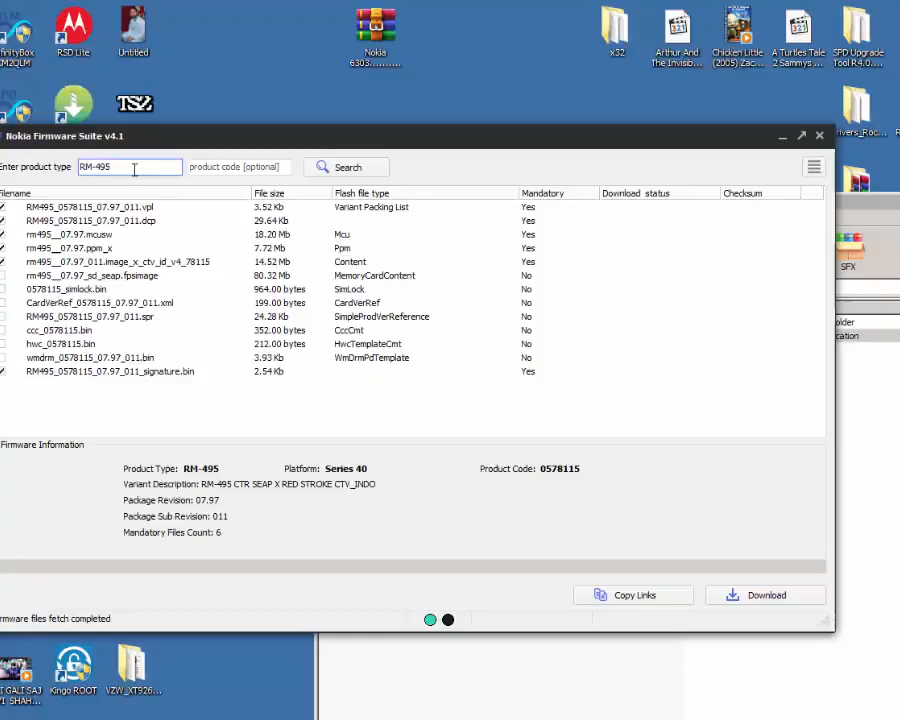 finityBox
CM2QLM
RSD Lite
Untitled
Nokia
6303..........
x32
Arthur And
The Invisib...
Chicken Little
(2005) Zac...
A Turtles Tale
2 Sammys ...
SPD Upgrade
Tool R4.0....
321
321
TSZ
rivers_Roc...
Nokia Firmware Suite v4.1
Enter product type
RM-495
product code [optional]
Search
Filename
File size
Flash file type
Mandatory
Download status
Checksum
RM495_0578115_07.97_011.vpl 3.52 Kb Variant Packing List Yes
RM495_0578115_07.97_011.dcp 29.64 Kb Yes
rm495__07.97.mcusw 18.20 Mb Mcu Yes
rm495__07.97.ppm_x 7.72 Mb Ppm Yes
rm495__07.97_011.image_x_ctv_id_v4_78115 14.52 Mb Content Yes
rm495__07.97_sd_seap.fpsimage 80.32 Mb MemoryCardContent No
0578115_simlock.bin 964.00 bytes SimLock No
CardVerRef_0578115_07.97_011.xml 199.00 bytes CardVerRef No
RM495_0578115_07.97_011.spr 24.28 Kb SimpleProdVerReference No
ccc_0578115.bin 352.00 bytes CccCmt No
hwc_0578115.bin 212.00 bytes HwcTemplateCmt No
wmdrm_0578115_07.97_011.bin 3.93 Kb WmDrmPdTemplate No
RM495_0578115_07.97_011_signature.bin 2.54 Kb Yes
SFX
older
cation
Firmware Information
Product Type: RM-495 Platform: Series 40 Product Code: 0578115
Variant Description: RM-495 CTR SEAP X RED STROKE CTV_INDO
Package Revision: 07.97
Package Sub Revision: 011
Mandatory Files Count: 6
Copy Links
Download
rmware files fetch completed
I GALI SAJ
VI_SHAH...
Kingo ROOT
VZW_XT926...